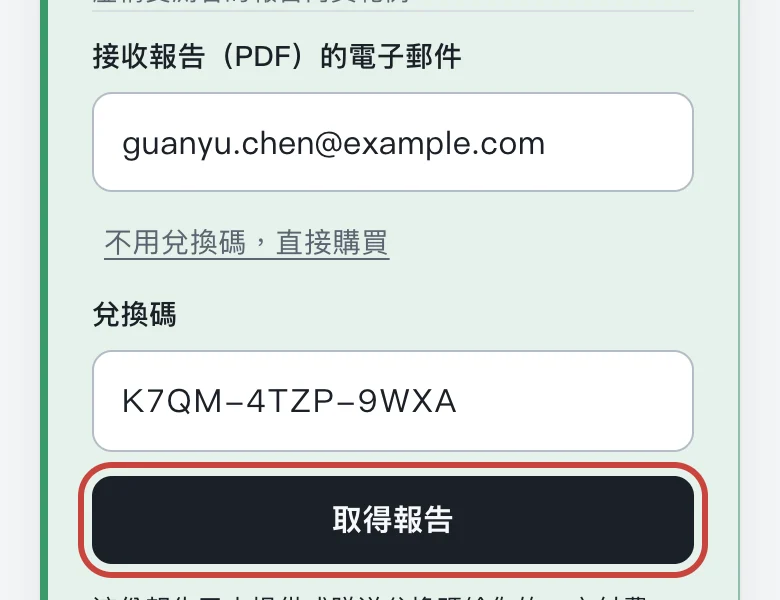 接收報告（PDF）的電子郵件
guanyu.chen@example.com
不用兌換碼，直接購買
兌換碼
K7QM–4TZP–9WXA
取得報告